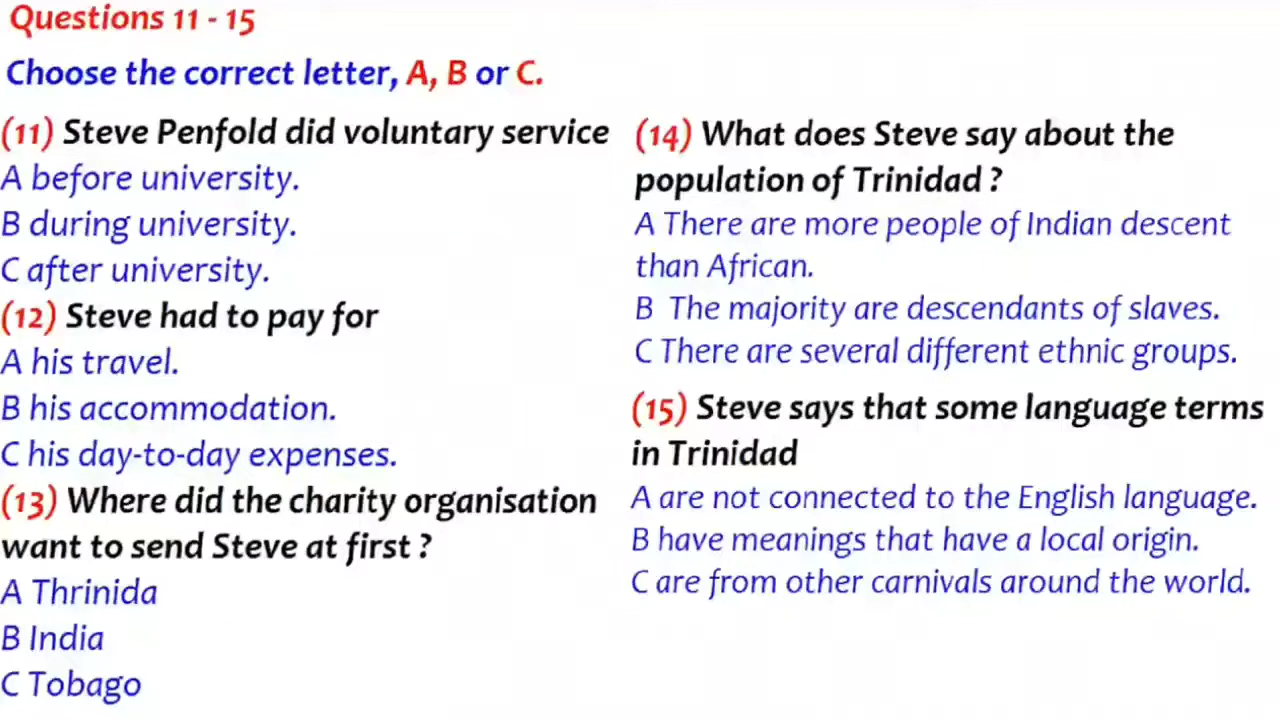 Questions 11 - 15
Choose the correct letter, A, B or C.
(11) Steve Penfold did voluntary service
A before university.
B during university.
C after university.
(12) Steve had to pay for
A his travel.
B his accommodation.
C his day-to-day expenses.
(13) Where did the charity organisation
want to send Steve at first ?
A Thrinida
B India
C Tobago
(14) What does Steve say about the
population of Trinidad ?
A There are more people of Indian descent
than African.
B The majority are descendants of slaves.
C There are several different ethnic groups.
(15) Steve says that some language terms
in Trinidad
A are not connected to the English language.
B have meanings that have a local origin.
C are from other carnivals around the world.